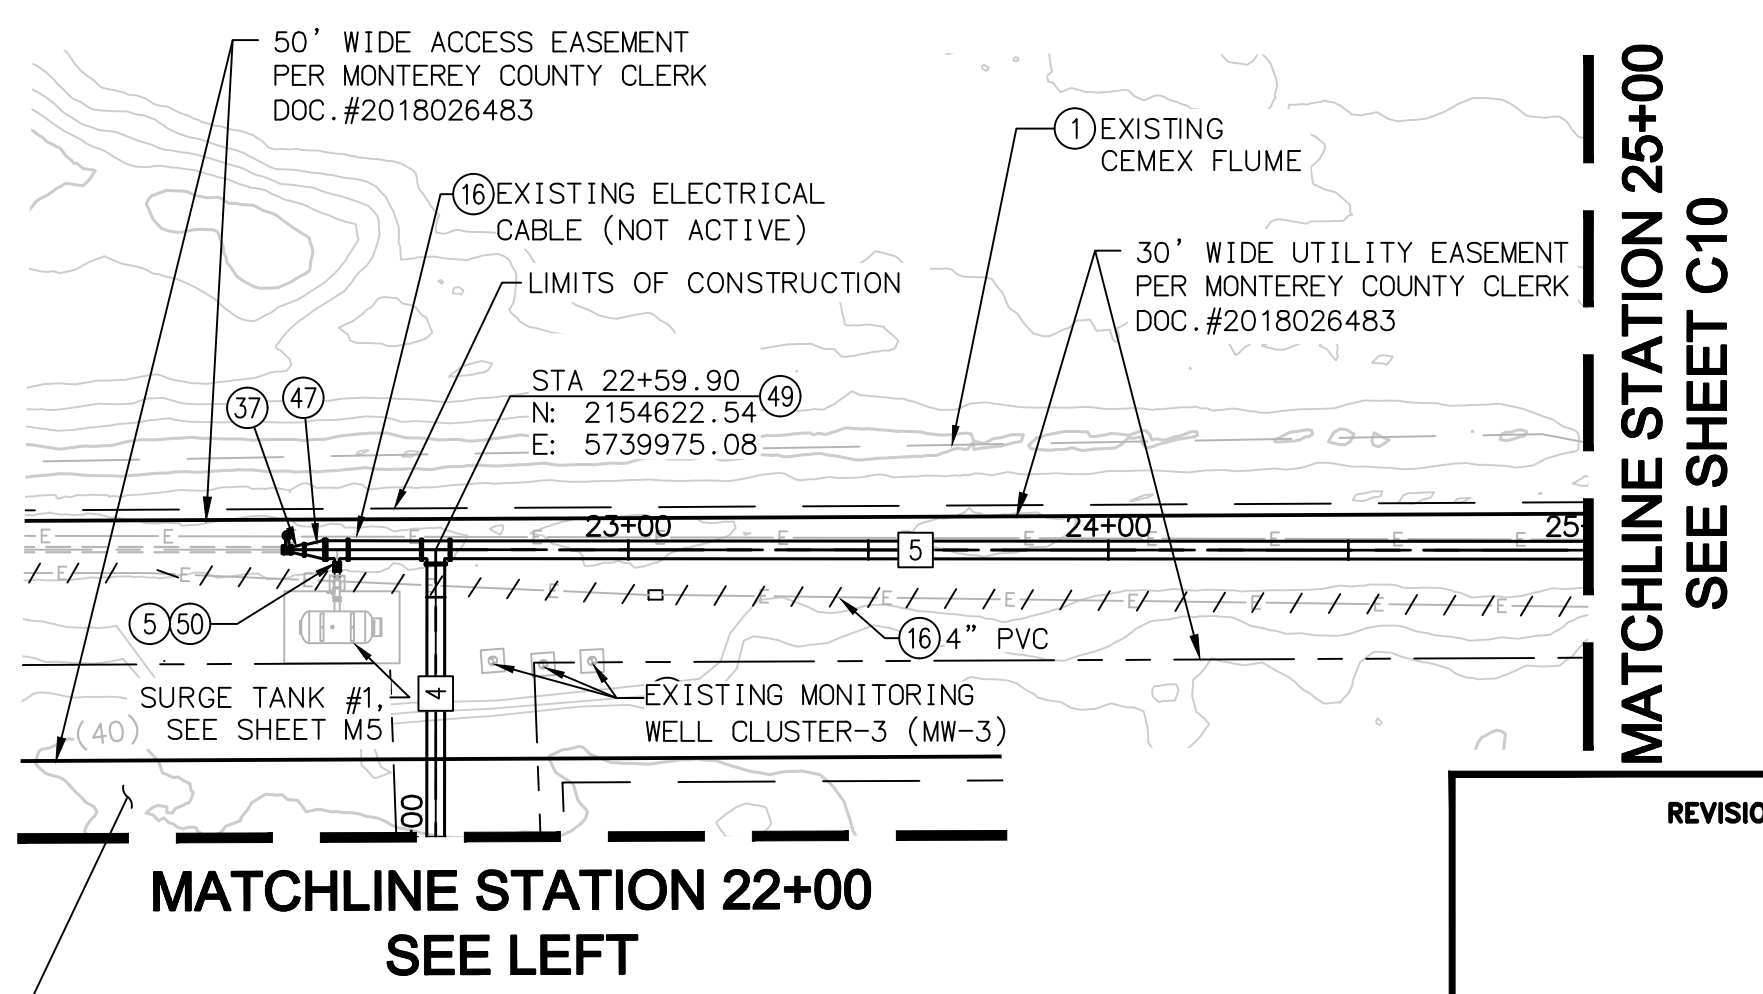 50' WIDE ACCESS EASEMENT
PER MONTEREY COUNTY CLERK
DOC.#2018026483
1 EXISTING
CEMEX FLUME
16 EXISTING ELECTRICAL
CABLE (NOT ACTIVE)
LIMITS OF CONSTRUCTION
30' WIDE UTILITY EASEMENT
PER MONTEREY COUNTY CLERK
DOC.#2018026483
STA 22+59.90
N: 2154622.54
E: 5739975.08
49
37
47
23+00
24+00
25
5
E E E E E E E E E
E E E E E E E E E E
5 50
16 4" PVC
SURGE TANK #1,
SEE SHEET M5
4
EXISTING MONITORING
WELL CLUSTER-3 (MW-3)
(40)
00
MATCHLINE STATION 22+00
SEE LEFT
MATCHLINE STATION 25+00
SEE SHEET C10
REVISIO